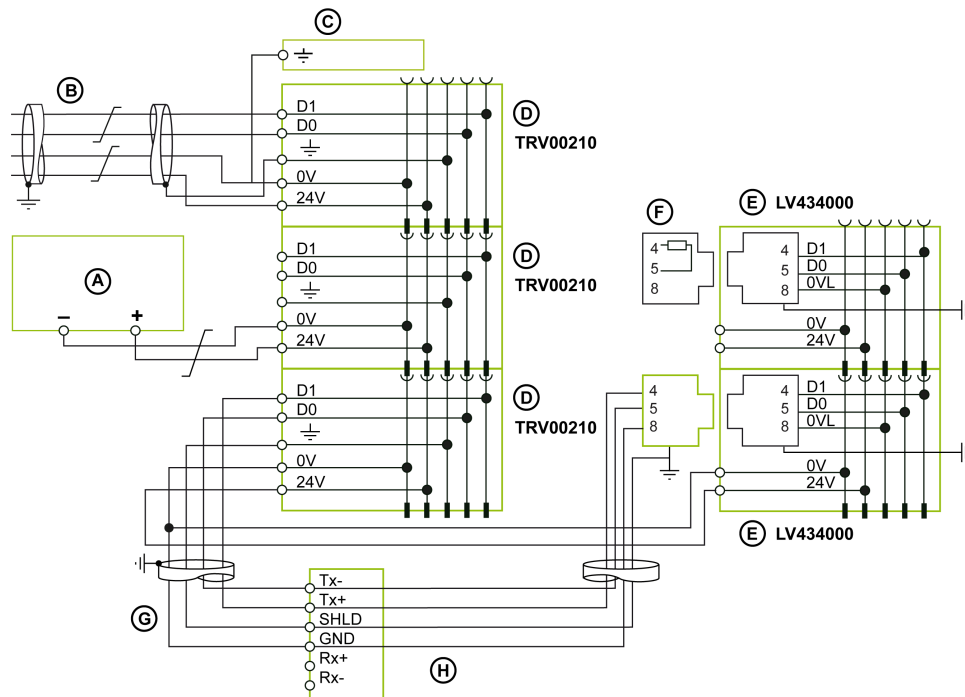 C
B
D1
D0
0V
24V
D
TRV00210
A
−
+
D1
D0
0V
24V
D
TRV00210
D1
D0
0V
24V
D
TRV00210
F
4
5
8
E LV434000
4
5
8
D1
D0
0VL
0V
24V
4
5
8
4
5
8
D1
D0
0VL
0V
24V
E LV434000
G
Tx-
Tx+
SHLD
GND
Rx+
Rx-
H